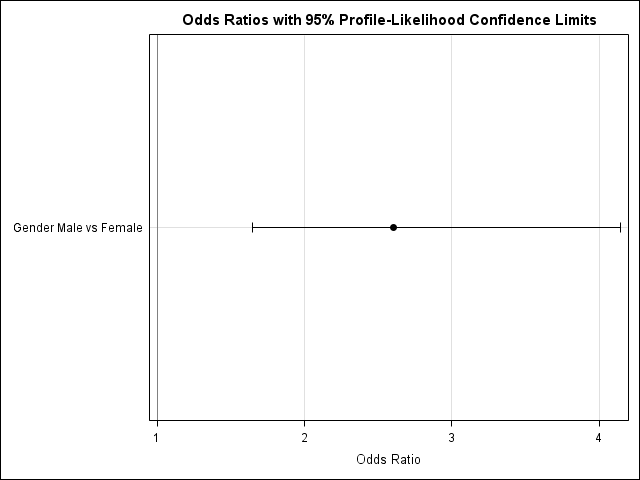 Odds Ratios with 95% Profile-Likelihood Confidence Limits
Gender Male vs Female
1 2 3 4
Odds Ratio